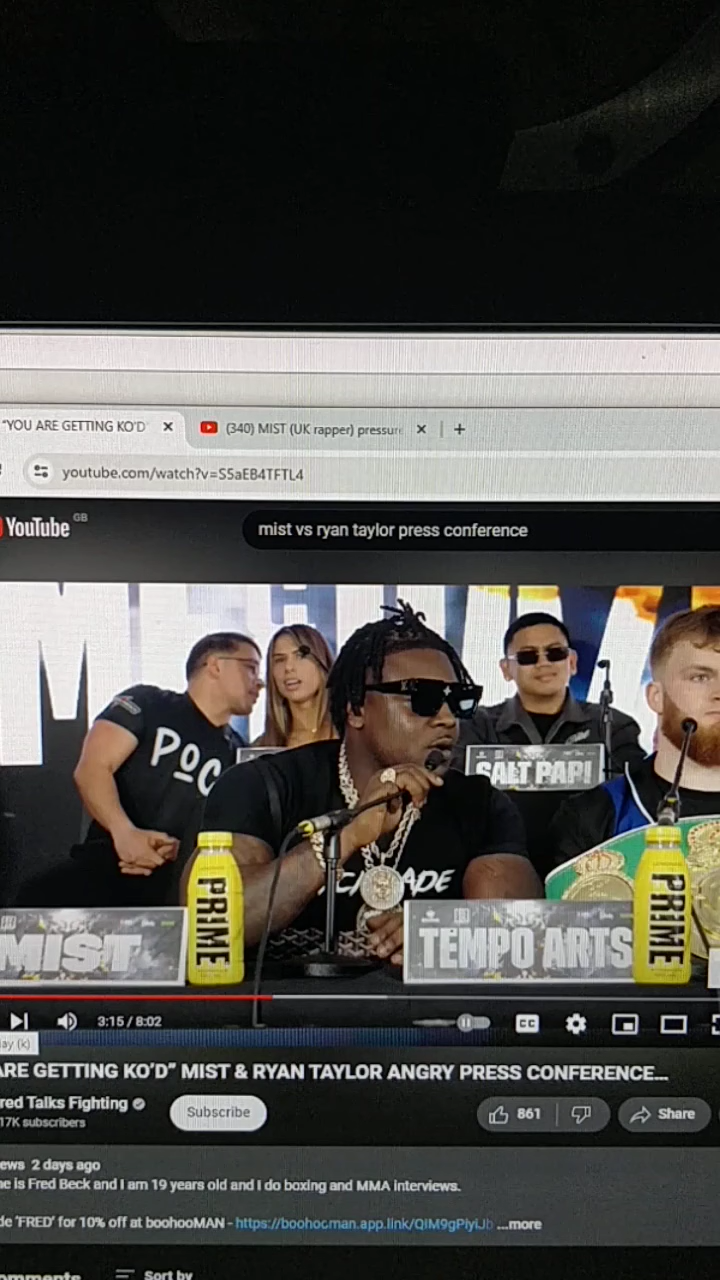 "YOU ARE GETTING KO'D
(340) MIST (UK rapper) pressure
youtube.com/watch?v=S5aEB4TFTL4
YouTube GB
mist vs ryan taylor press conference
POC
SALT PAPI
ADE
PRIME
PRIME
MIST
TEMPO ARTS
3:15 / 8:02
CC
ay (k)
ARE GETTING KO'D" MIST & RYAN TAYLOR ANGRY PRESS CONFERENCE...
red Talks Fighting
17K subscribers
Subscribe
861
Share
ews 2 days ago
e is Fred Beck and I am 19 years old and I do boxing and MMA interviews.
de 'FRED' for 10% off at boohooMAN - https://boohooman.app.link/QIM9gPiyiJb ...more
omments
Sort by